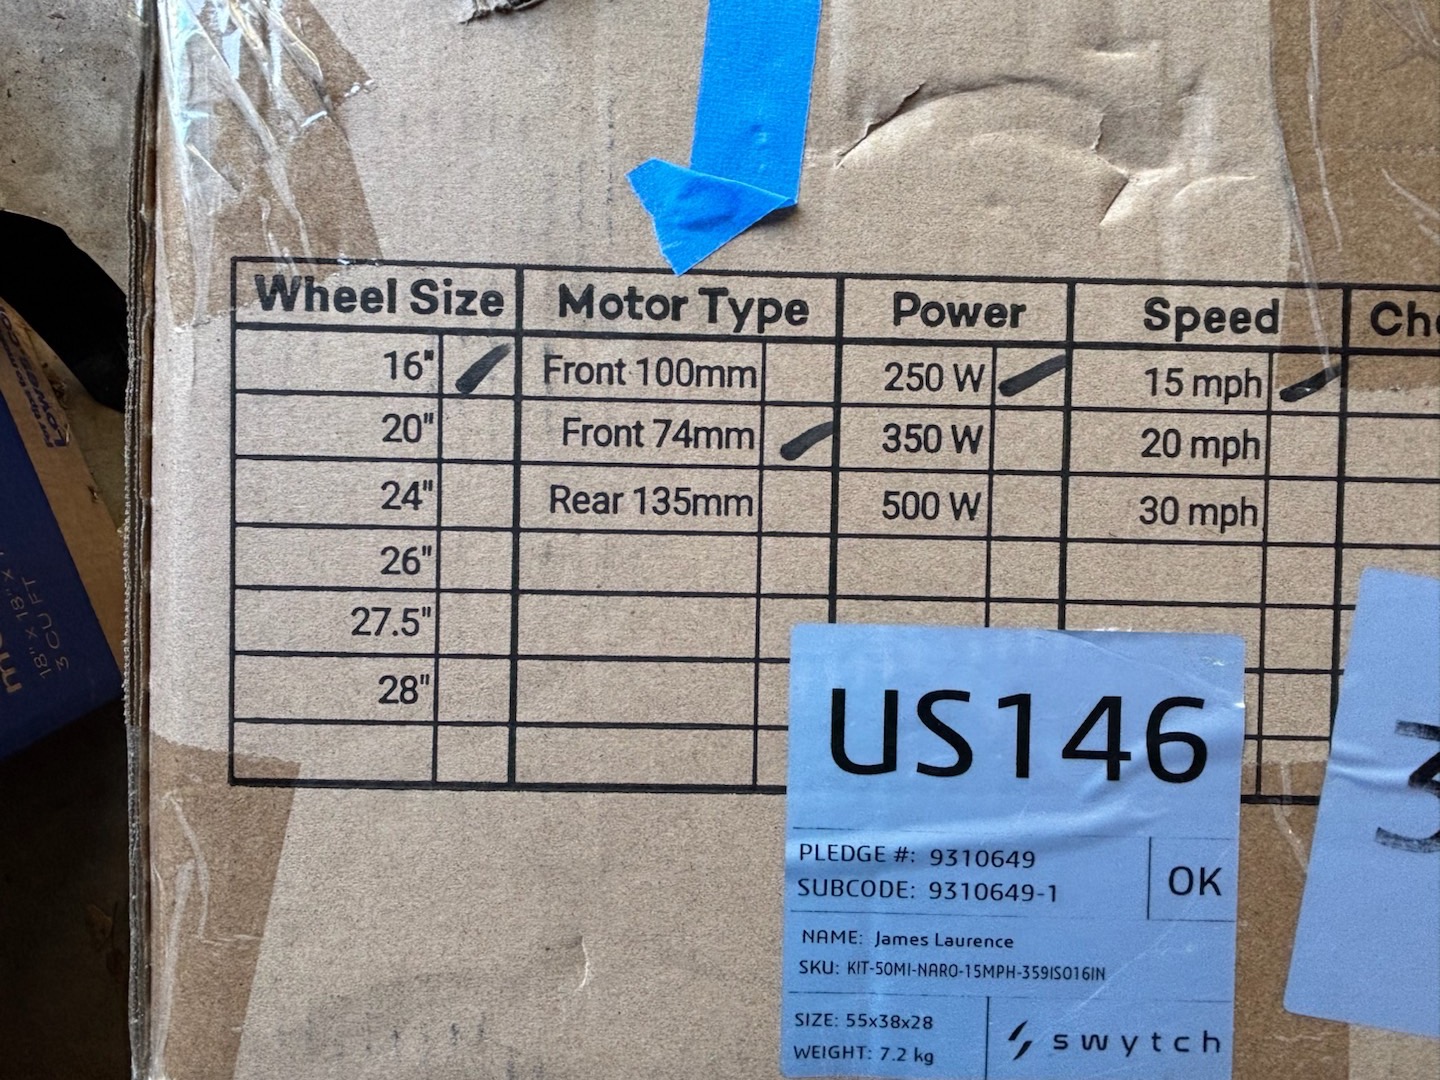 Wheel Size Motor Type Power Speed
16" Front 100mm 250 W 15 mph
20" Front 74mm 350 W 20 mph
24" Rear 135mm 500 W 30 mph
26"
27.5"
28"
US146
PLEDGE #: 9310649
SUBCODE: 9310649-1
OK
NAME: James Laurence
SKU: KIT-50MI-NARO-15MPH-359ISO16IN
SIZE: 55x38x28
WEIGHT: 7.2 kg
swytch
3
LOWE'S
18" X 18" X
3 CU FT